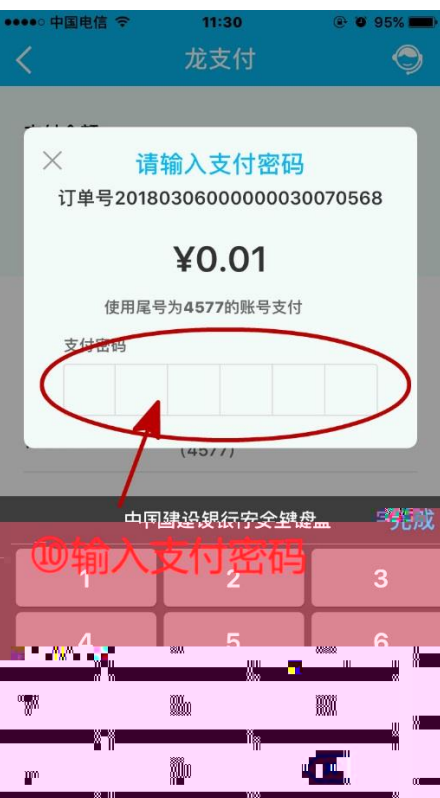 中国电信 11:30 95%
龙支付
请输入支付密码
订单号20180306000000030070568
¥0.01
使用尾号为4577的账号支付
支付密码
(4577)
中国建设银行安全键盘 完成
⑩输入支付密码
1 2 3
4 5 6